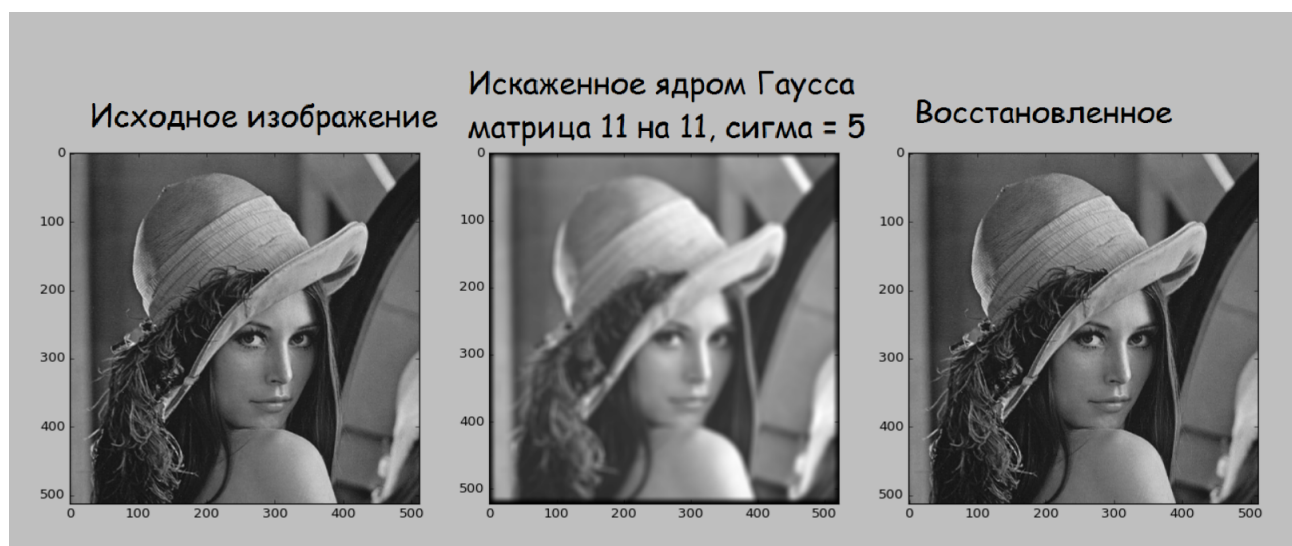 Исходное изображение
Искаженное ядром Гаусса
матрица 11 на 11, сигма = 5
Восстановленное
0
100
200
300
400
500
0 100 200 300 400 500
0
100
200
300
400
500
0 100 200 300 400 500
0
100
200
300
400
500
0 100 200 300 400 500